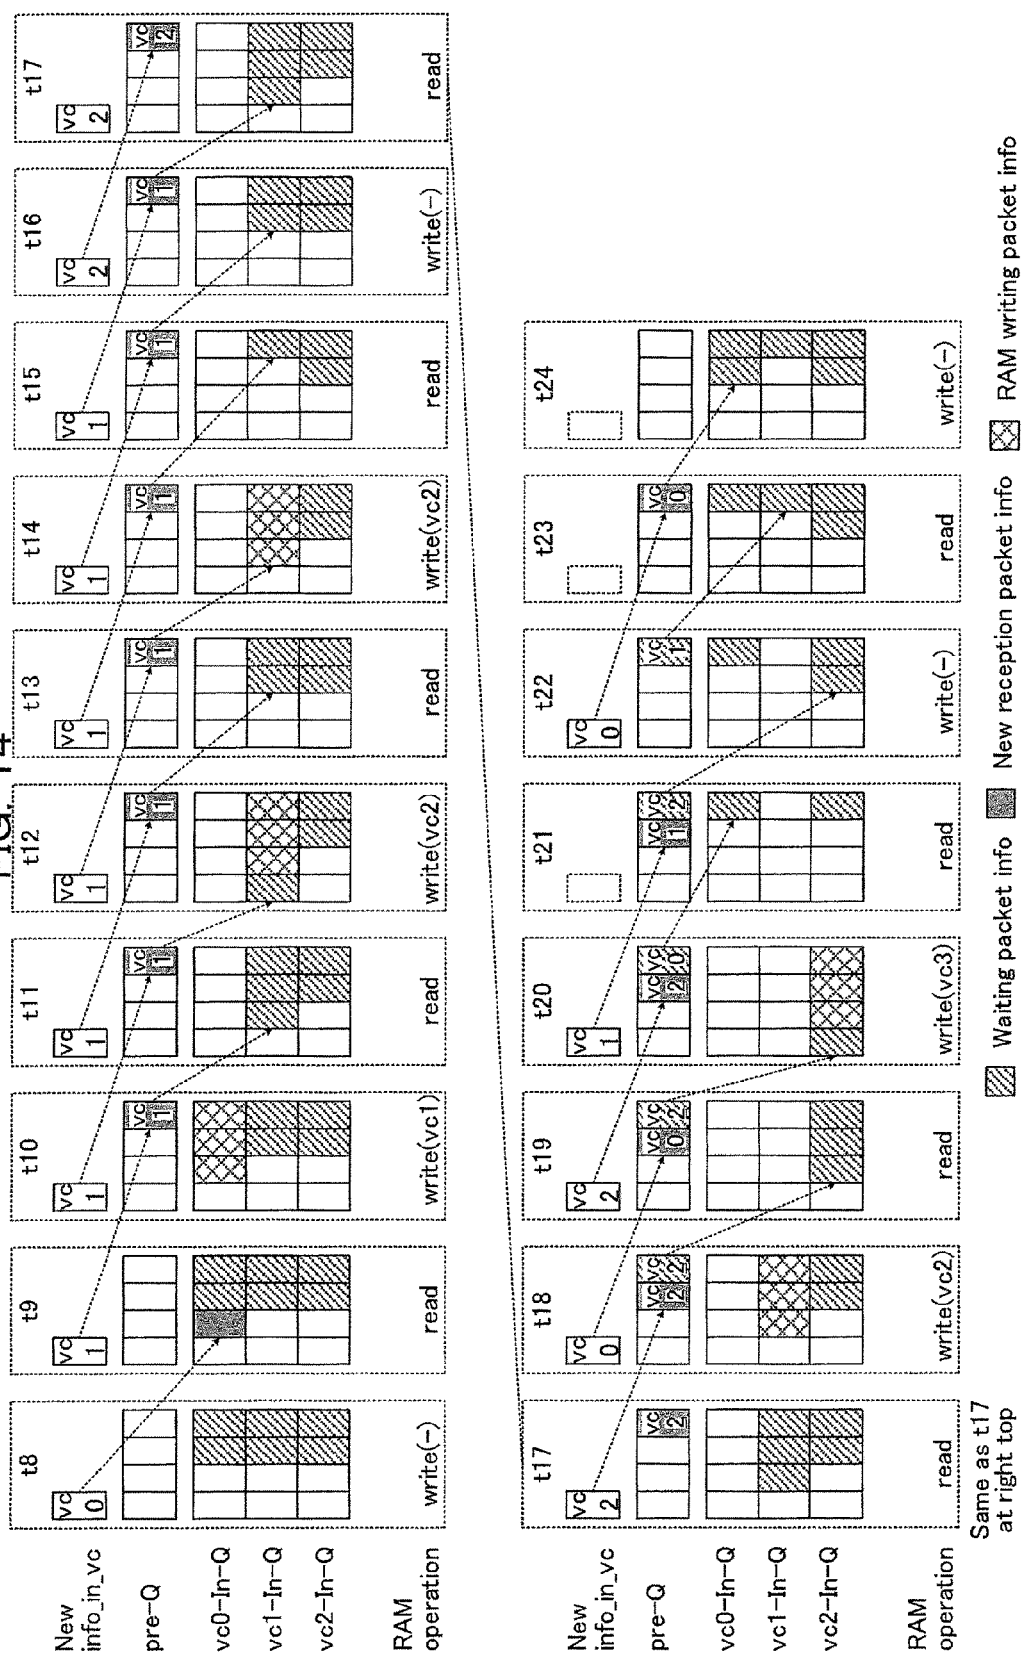 FIG. 14
t8 t9 t10 t11 t12 t13 t14 t15 t16 t17
New vc vc vc vc vc vc vc vc vc vc
info_in_vc 0 1 1 1 1 1 1 1 2 2
pre-Q vc vc vc vc vc vc vc vc
1 1 1 1 1 1 1 2
vc0-In-Q
vc1-In-Q
vc2-In-Q
RAM
operation write(-) read write(vc1) read write(vc2) read write(vc2) read write(-) read
t17 t18 t19 t20 t21 t22 t23 t24
New vc vc vc vc vc
info_in_vc 2 0 2 1 0
pre-Q vc vc vc vc vc vc vc vc vc vc vc
2 2 2 0 2 2 0 1 2 1 0
vc0-In-Q
vc1-In-Q
vc2-In-Q
RAM
operation read write(vc2) read write(vc3) read write(-) read write(-)
Same as t17
at right top
Waiting packet info New reception packet info RAM writing packet info